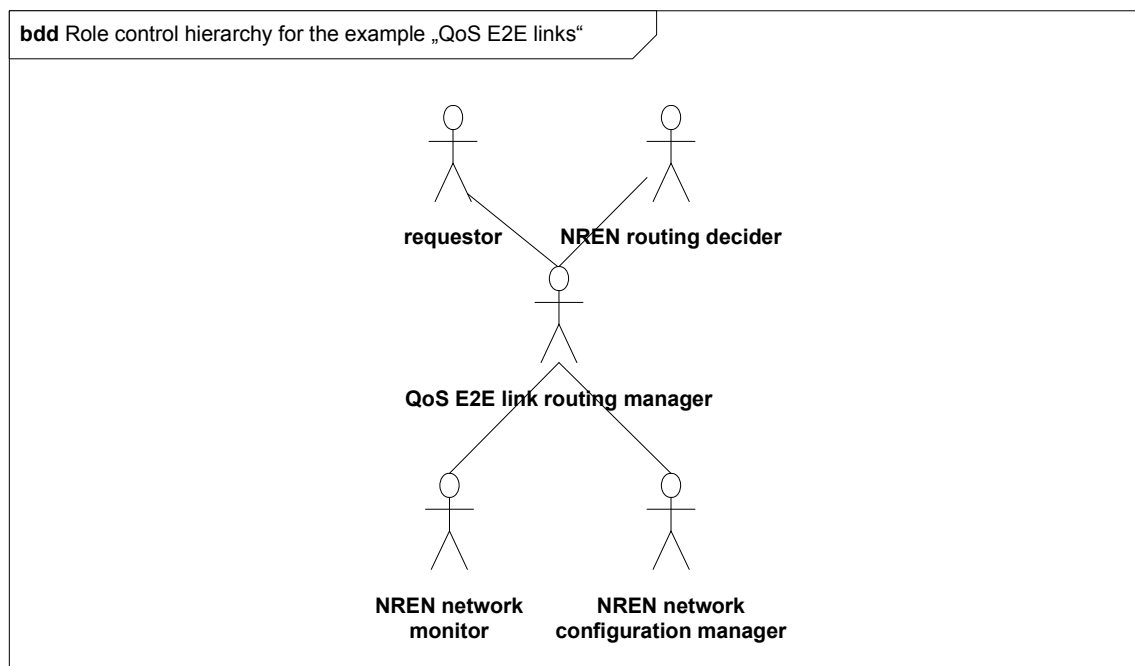 bdd Role control hierarchy for the example „QoS E2E links“
requestor
NREN routing decider
QoS E2E link routing manager
NREN network
monitor
NREN network
configuration manager